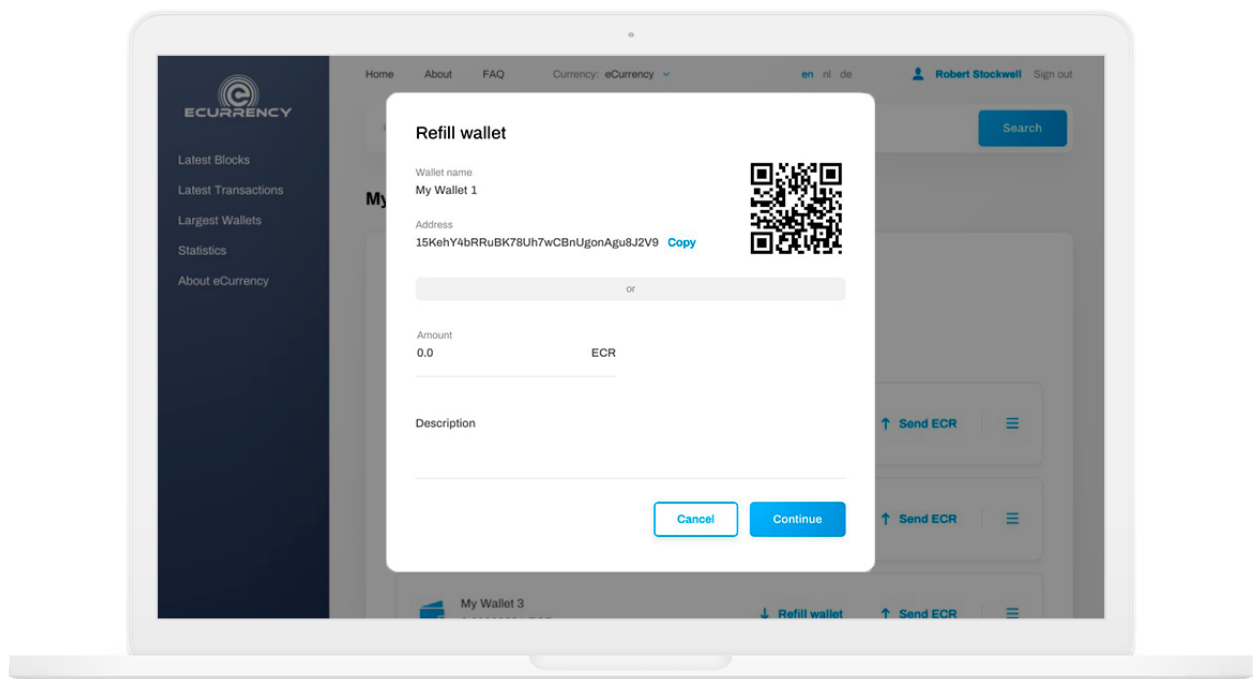 Home About FAQ Currency: eCurrency en nl de Robert Stockwell Sign out
ECURRENCY
Search
Latest Blocks
Latest Transactions
Largest Wallets
Statistics
About eCurrency
My
Refill wallet
Wallet name
My Wallet 1
Address
15KehY4bRRuBK78Uh7wCBnUgonAgu8J2V9 Copy
or
Amount
0.0 ECR
Description
Cancel Continue
Send ECR
Send ECR
My Wallet 3
Refill wallet Send ECR